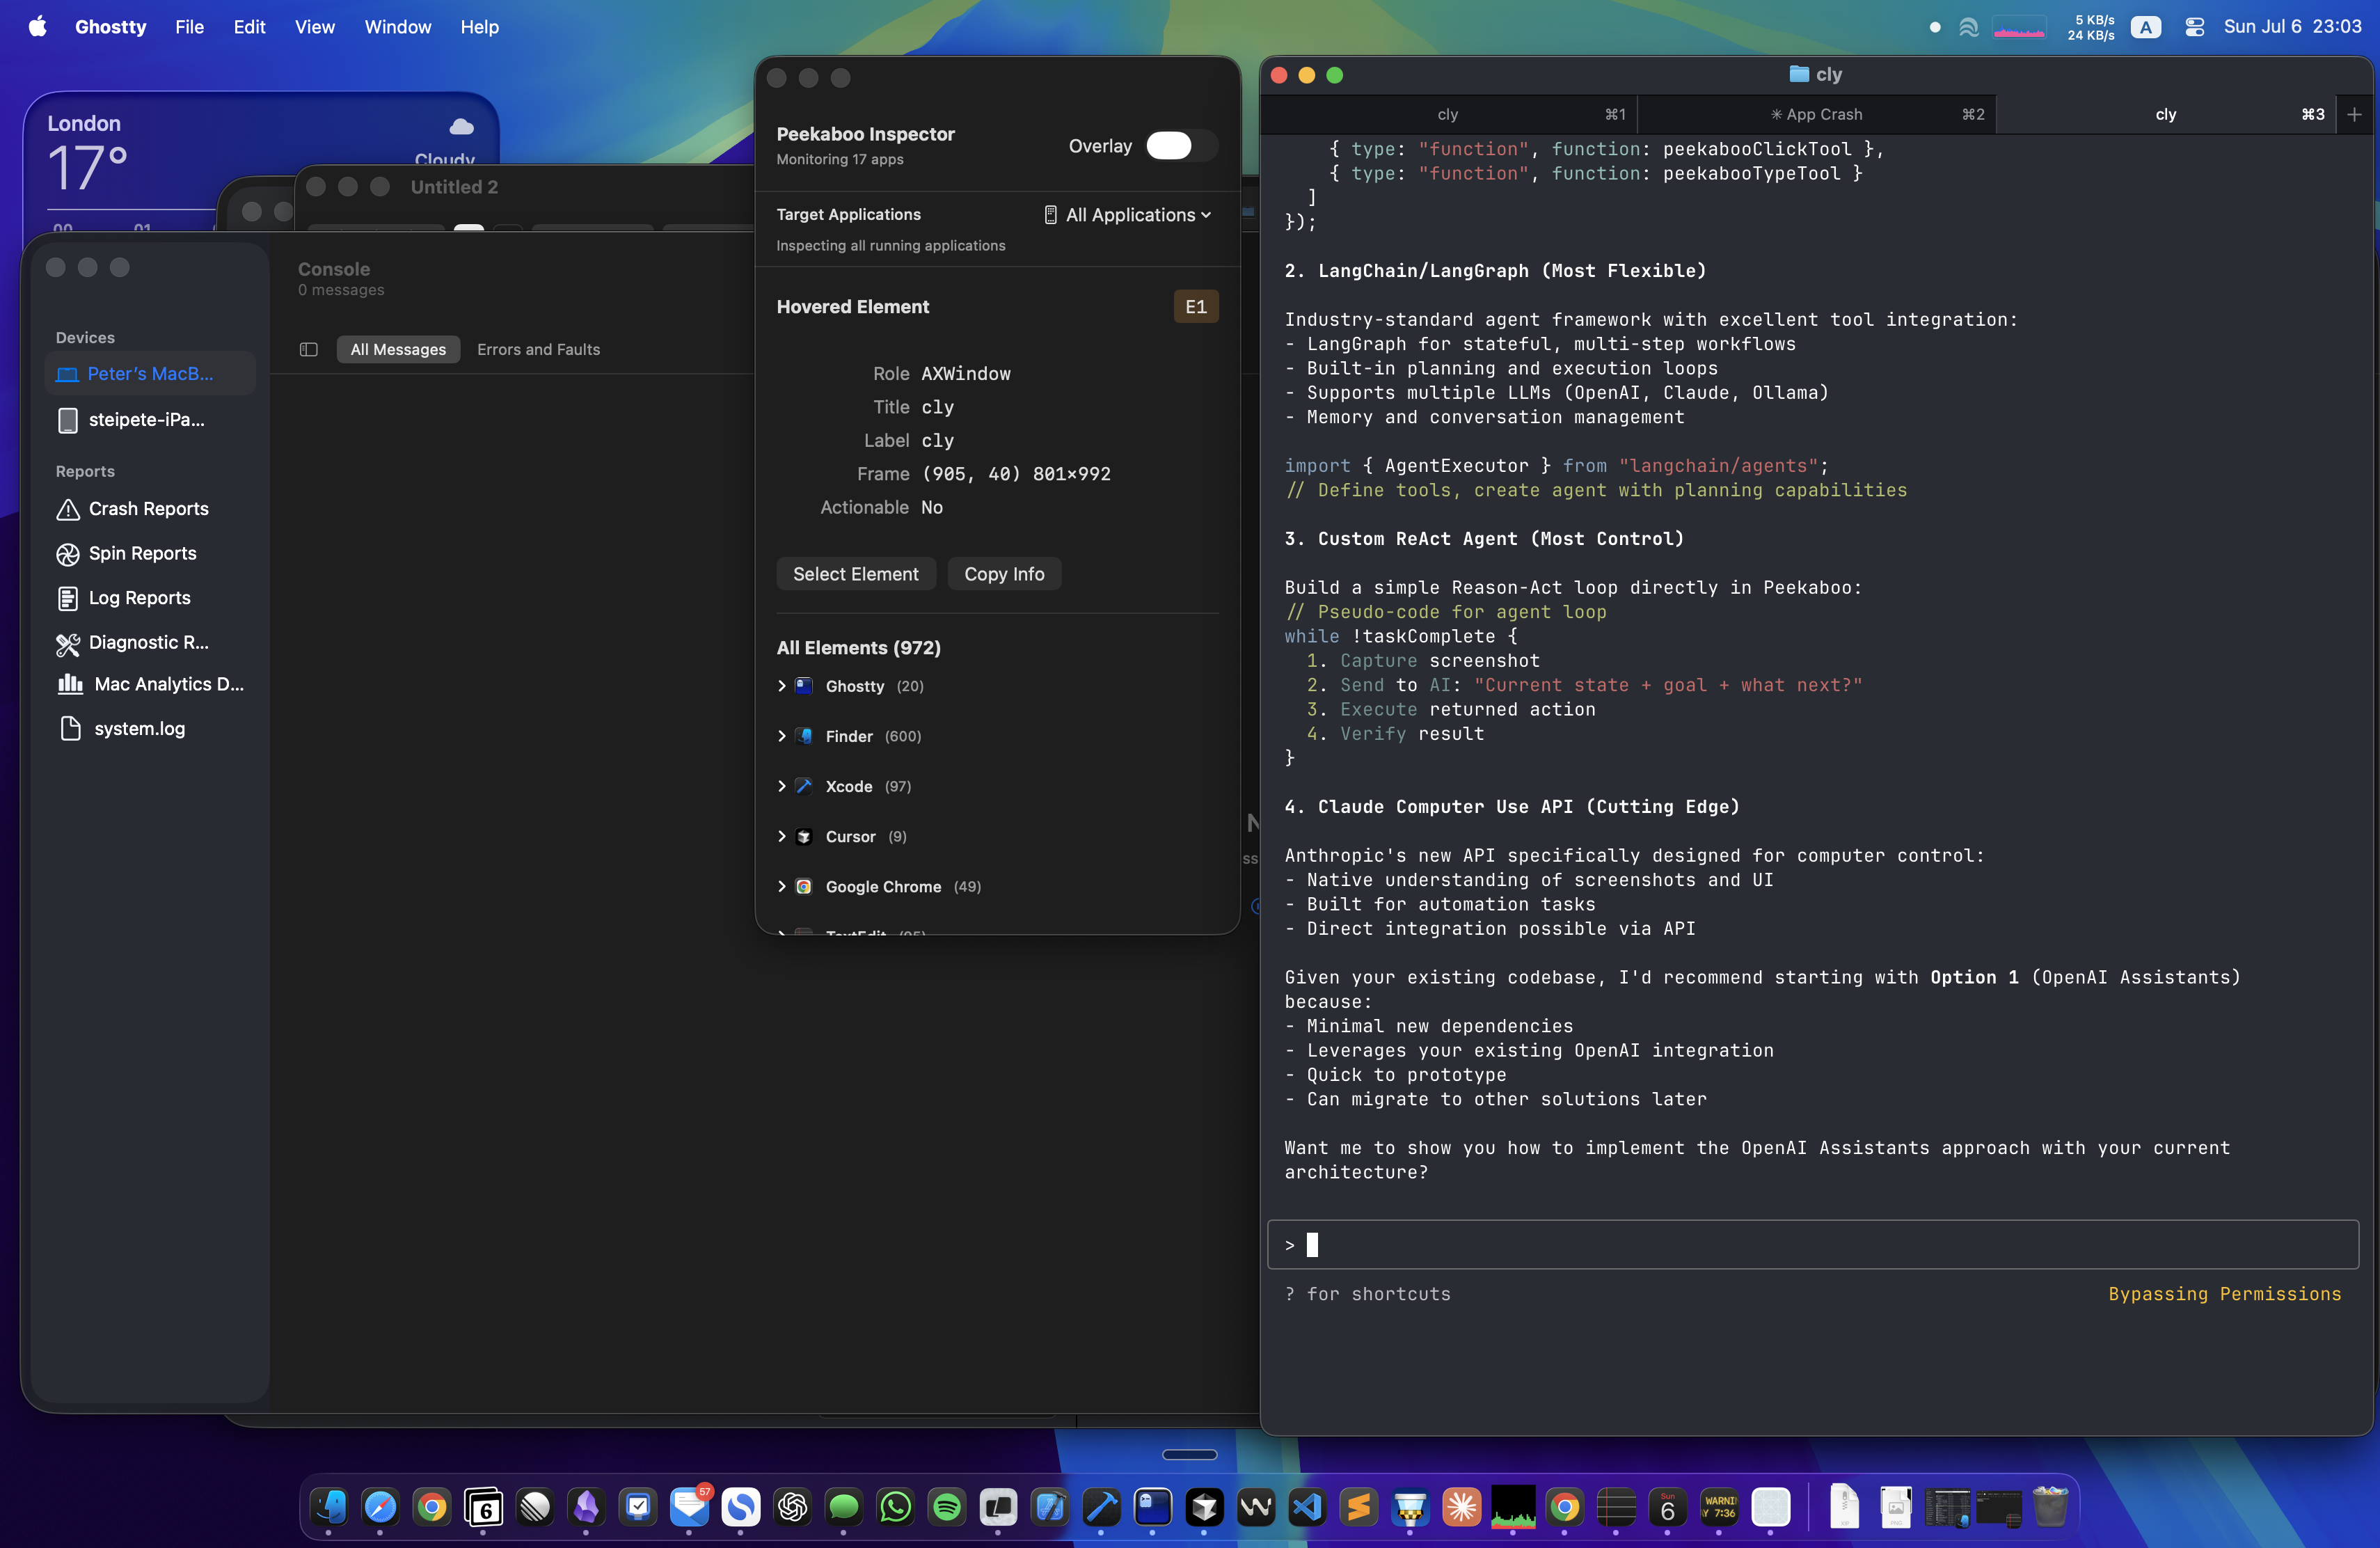 Ghostty File Edit View Window Help
5 KB/s
24 KB/s
A
Sun Jul 6 23:03
London
17°
Cloudy
00 01
Untitled 2
Console
0 messages
All Messages Errors and Faults
Devices
Peter's MacB...
steipete-iPa...
Reports
Crash Reports
Spin Reports
Log Reports
Diagnostic R...
Mac Analytics D...
system.log
Peekaboo Inspector
Monitoring 17 apps
Overlay
Target Applications
All Applications
Inspecting all running applications
Hovered Element
E1
Role AXWindow
Title cly
Label cly
Frame (905, 40) 801×992
Actionable No
Select Element Copy Info
All Elements (972)
Ghostty (20)
Finder (600)
Xcode (97)
Cursor (9)
Google Chrome (49)
TextEdit
cly
cly ⌘1
✳ App Crash ⌘2
cly ⌘3
{ type: "function", function: peekabooClickTool },
{ type: "function", function: peekabooTypeTool }
]
});
2. LangChain/LangGraph (Most Flexible)
Industry-standard agent framework with excellent tool integration:
- LangGraph for stateful, multi-step workflows
- Built-in planning and execution loops
- Supports multiple LLMs (OpenAI, Claude, Ollama)
- Memory and conversation management
import { AgentExecutor } from "langchain/agents";
// Define tools, create agent with planning capabilities
3. Custom ReAct Agent (Most Control)
Build a simple Reason-Act loop directly in Peekaboo:
// Pseudo-code for agent loop
while !taskComplete {
1. Capture screenshot
2. Send to AI: "Current state + goal + what next?"
3. Execute returned action
4. Verify result
}
4. Claude Computer Use API (Cutting Edge)
Anthropic's new API specifically designed for computer control:
- Native understanding of screenshots and UI
- Built for automation tasks
- Direct integration possible via API
Given your existing codebase, I'd recommend starting with Option 1 (OpenAI Assistants)
because:
- Minimal new dependencies
- Leverages your existing OpenAI integration
- Quick to prototype
- Can migrate to other solutions later
Want me to show you how to implement the OpenAI Assistants approach with your current
architecture?
>
? for shortcuts
Bypassing Permissions
6
57
Sun
6
WARNI
Y 7:36
ZIP
PNG